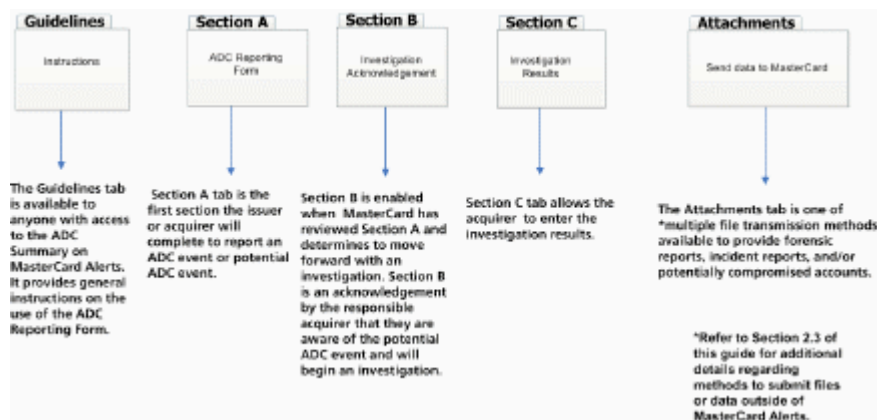 Guidelines
Section A
Section B
Section C
Attachments
Instructions
ADC Reporting
Form
Investigation
Acknowledgement
Investigation
Results
Send data to MasterCard
The Guidelines tab
is available to
anyone with access
to the ADC
Summary on
MasterCard Alerts.
It provides general
instructions on the
use of the ADC
Reporting Form.
Section A tab is the
first section the issuer
or acquirer will
complete to report an
ADC event or potential
ADC event.
Section B is enabled
when MasterCard has
reviewed Section A and
determines to move
forward with an
investigation. Section B
is an acknowledgement
by the responsible
acquirer that they are
aware of the potential
ADC event and will
begin an investigation.
Section C tab allows the
acquirer to enter the
investigation results.
The Attachments tab is one of
*multiple file transmission methods
available to provide forensic
reports, incident reports, and/or
potentially compromised accounts.
*Refer to Section 2.3 of
this guide for additional
details regarding
methods to submit files
or data outside of
MasterCard Alerts.